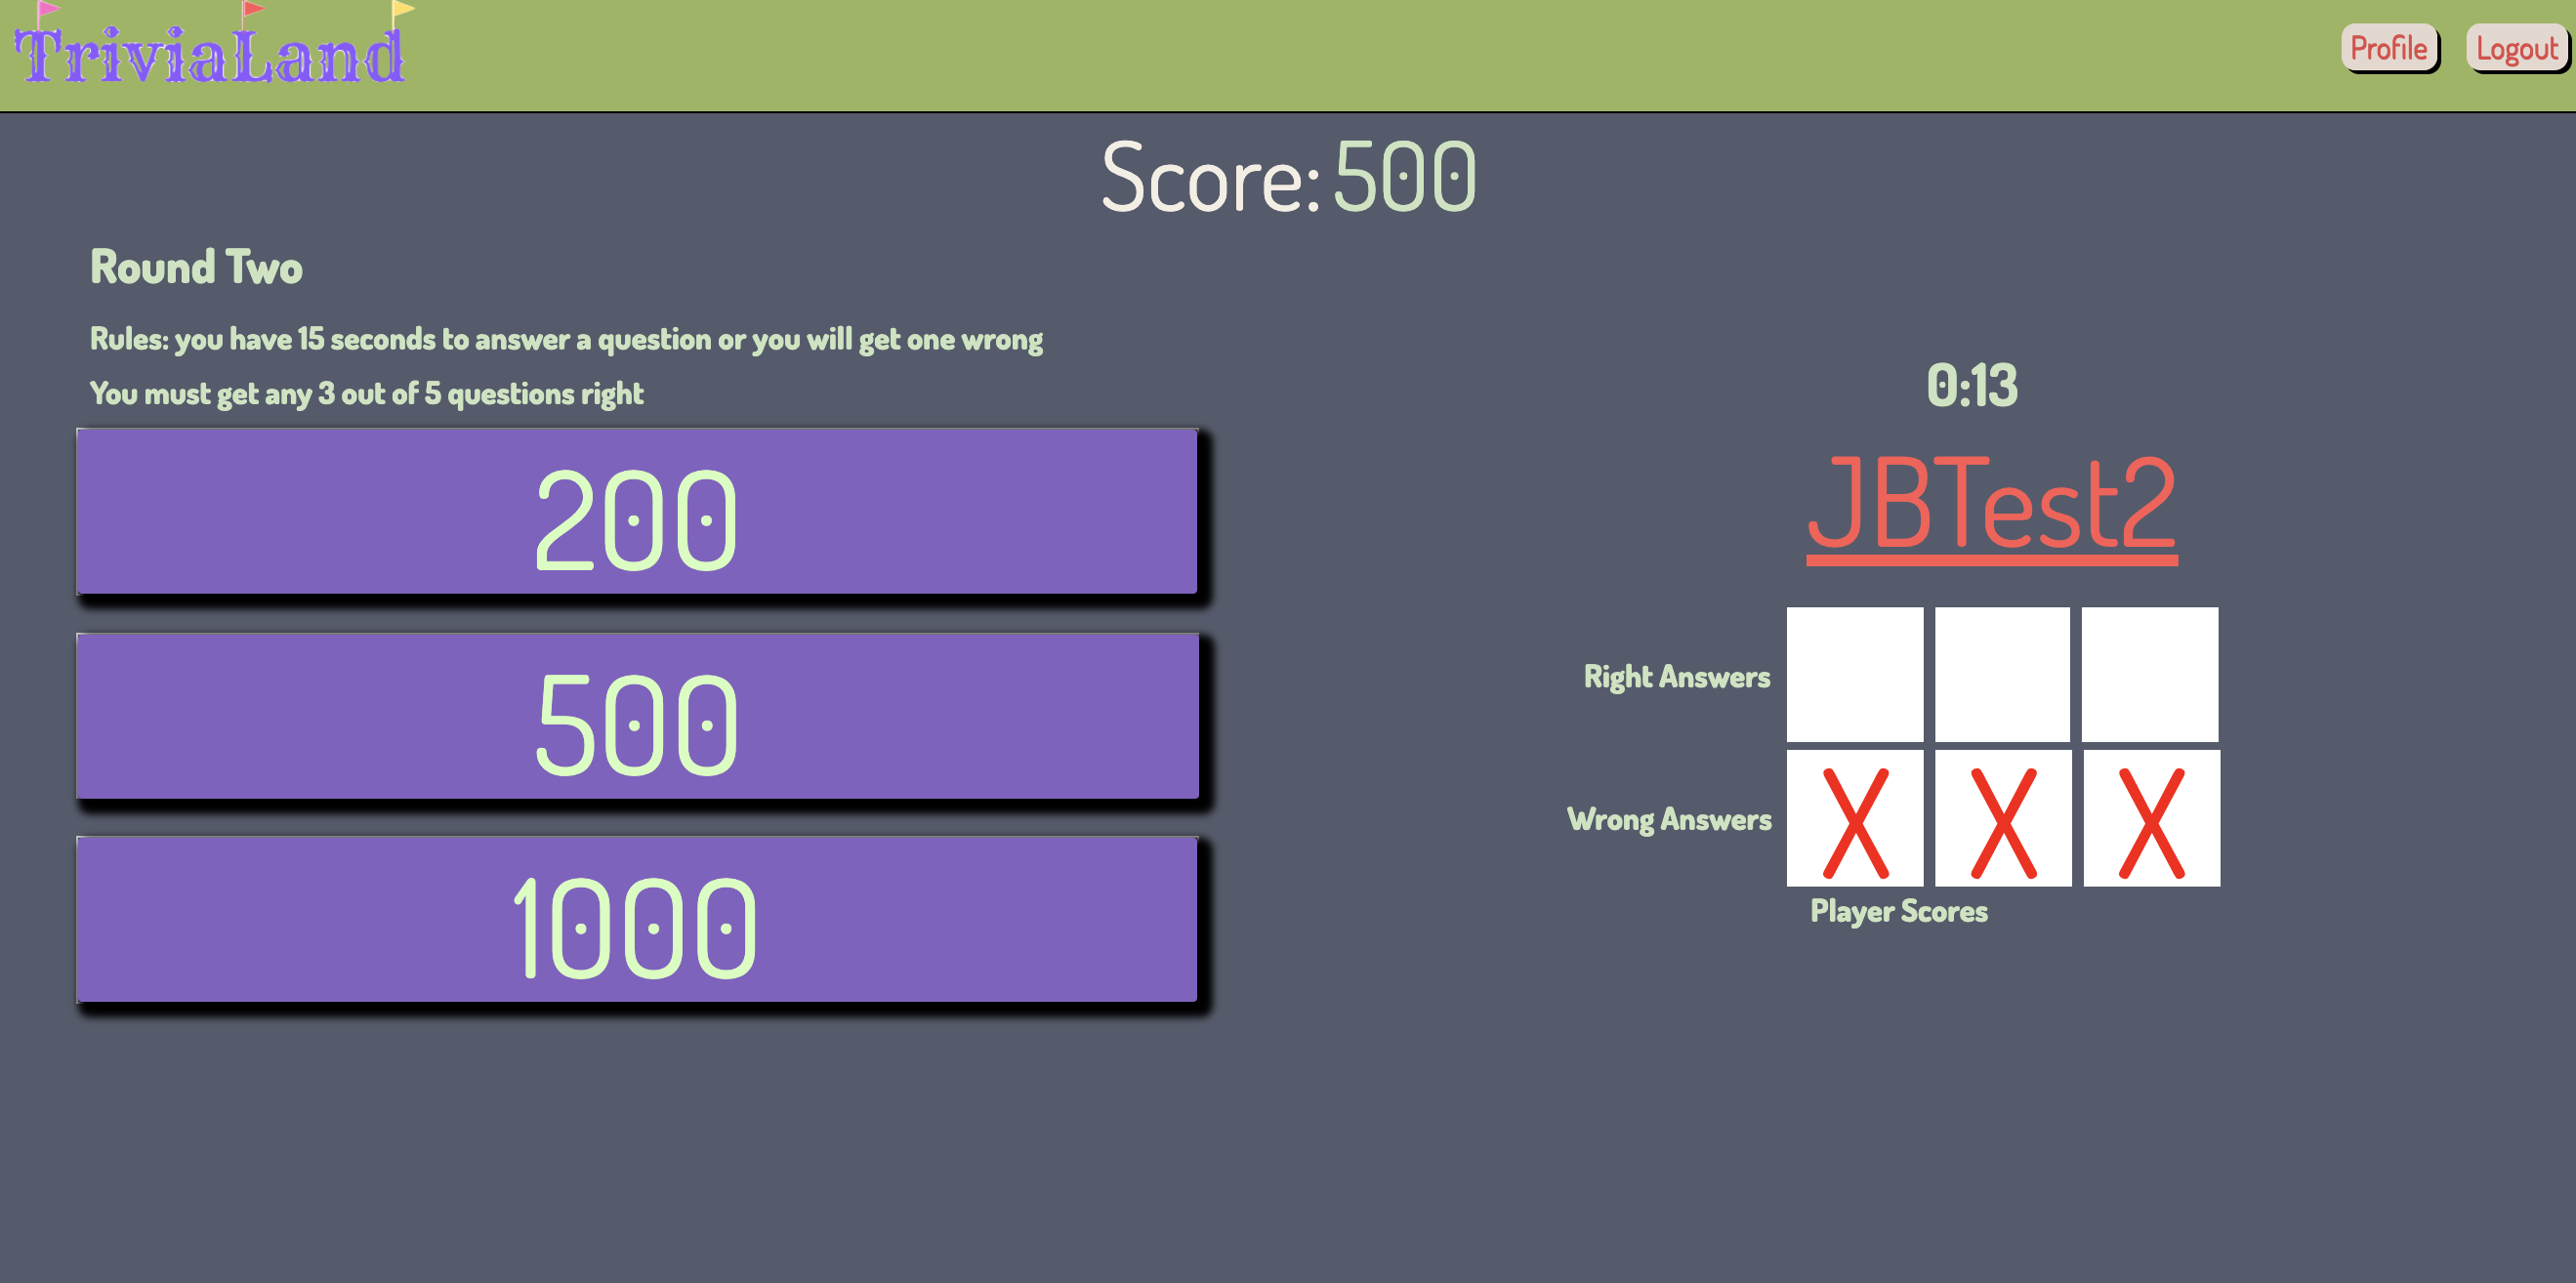 TriviaLand
Profile
Logout
Score: 500
Round Two
Rules: you have 15 seconds to answer a question or you will get one wrong
You must get any 3 out of 5 questions right
200
500
1000
0:13
JBTest2
Right Answers
Wrong Answers
X X X
Player Scores